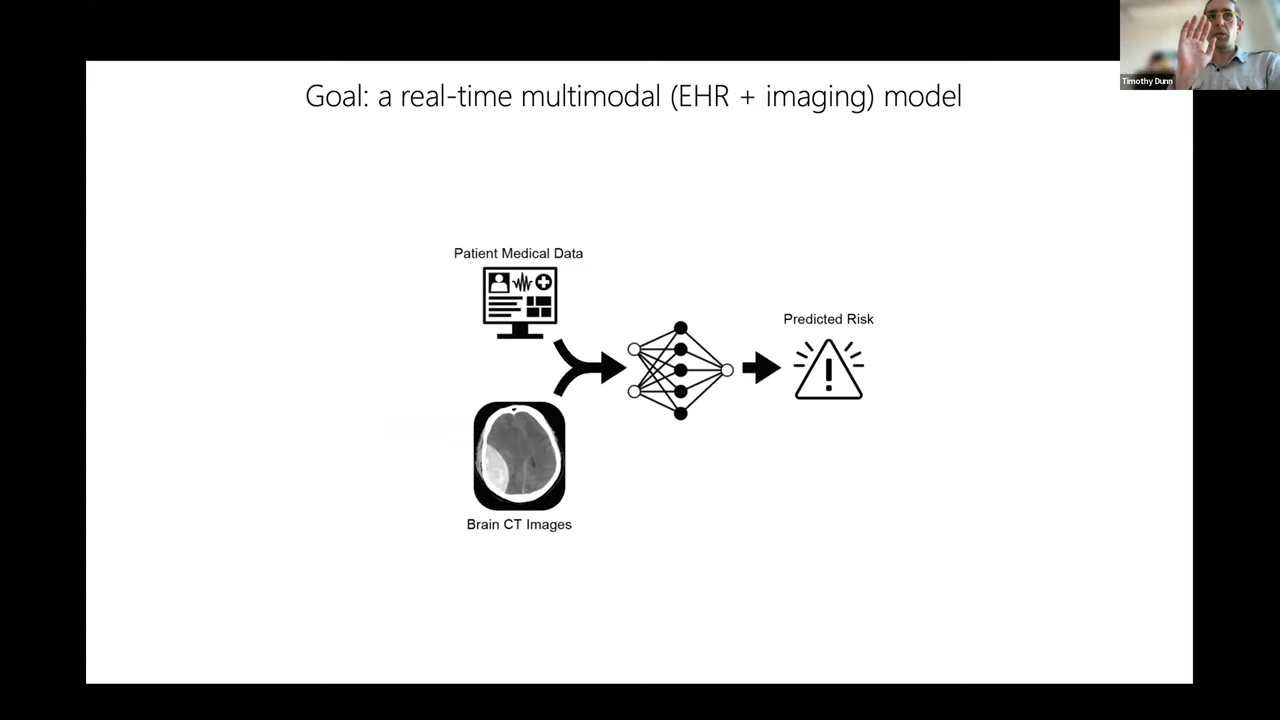 Goal: a real-time multimodal (EHR + imaging) model
Timothy Dunn
Patient Medical Data
Predicted Risk
Brain CT Images